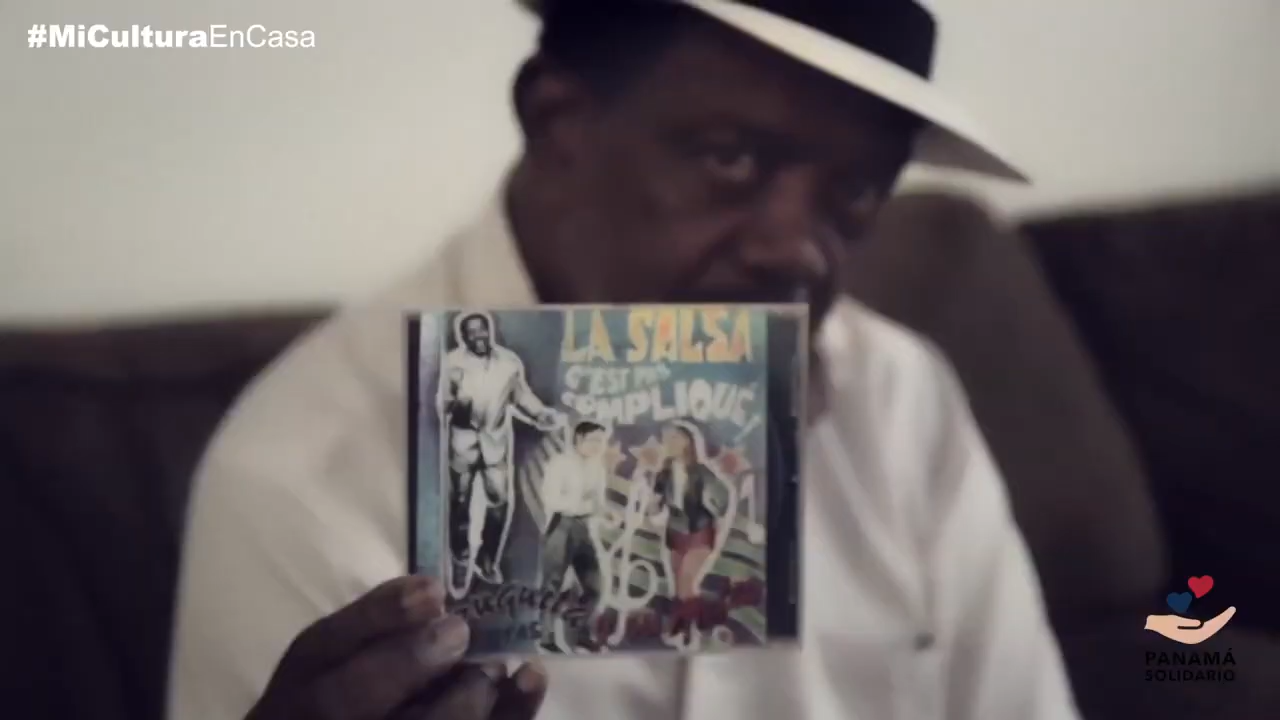 #MiCulturaEnCasa
LA SALSA
C'EST PAS
COMPLIQUÉ!
PANAMÁ
SOLIDARIO